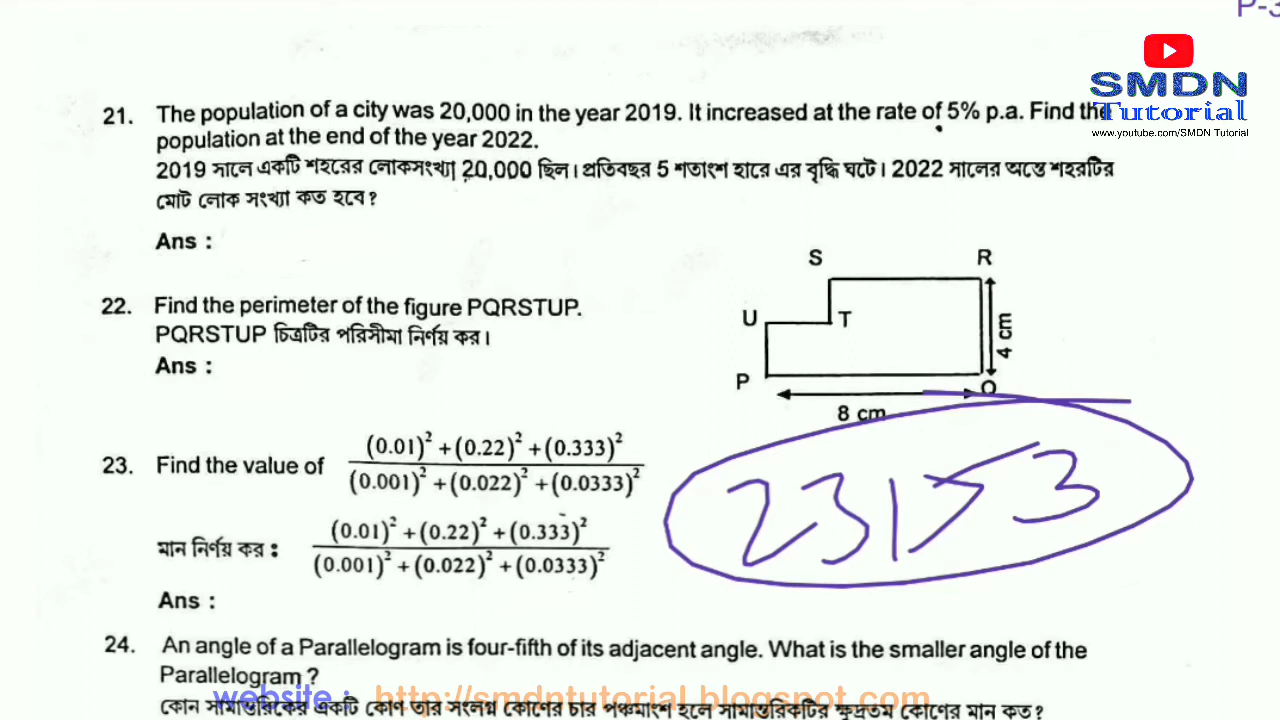 P-3
SMDN
Tutorial
www.youtube.com/SMDN Tutorial
21. The population of a city was 20,000 in the year 2019. It increased at the rate of 5% p.a. Find the
population at the end of the year 2022.
2019 সালে একটি শহরের লোকসংখ্যা 20,000 ছিল। প্রতিবছর 5 শতাংশ হারে এর বৃদ্ধি ঘটে। 2022 সালের অন্তে শহরটির
মোট লোক সংখ্যা কত হবে?
Ans :
22. Find the perimeter of the figure PQRSTUP.
PQRSTUP চিত্রটির পরিসীমা নির্ণয় কর।
Ans :
S R
U T
4 cm
P Q
8 cm
23. Find the value of (0.01)² + (0.22)² + (0.333)² / (0.001)² + (0.022)² + (0.0333)²
মান নির্ণয় কর : (0.01)² + (0.22)² + (0.333)² / (0.001)² + (0.022)² + (0.0333)²
Ans :
24. An angle of a Parallelogram is four-fifth of its adjacent angle. What is the smaller angle of the
Parallelogram ?
website : http://smdntutorial.blogspot.com
কোন সামান্তরিকের একটি কোণ তার সংলগ্ন কোণের চার পঞ্চমাংশ হলে সামান্তরিকটির ক্ষুদ্রতম কোণের মান কত?